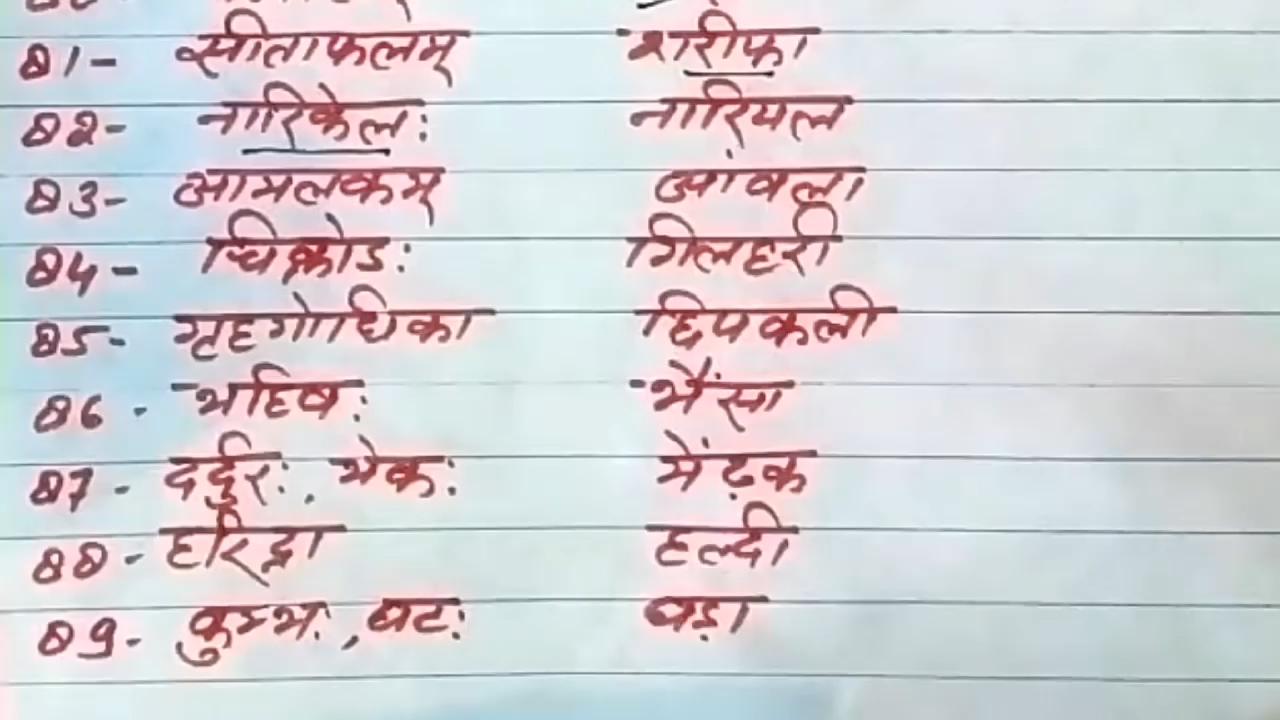 81- सीताफलम् शरीफा
82- नारिकेलः नारियल
83- आमलकम् आंवला
84- चिक्रोडः गिलहरी
85- गृहगोधिका छिपकली
86- महिषः भैंसा
87- दर्दुरः, भेकः मेंढ़क
88- हरिद्रा हल्दी
89- कुम्भः, घटः घड़ा